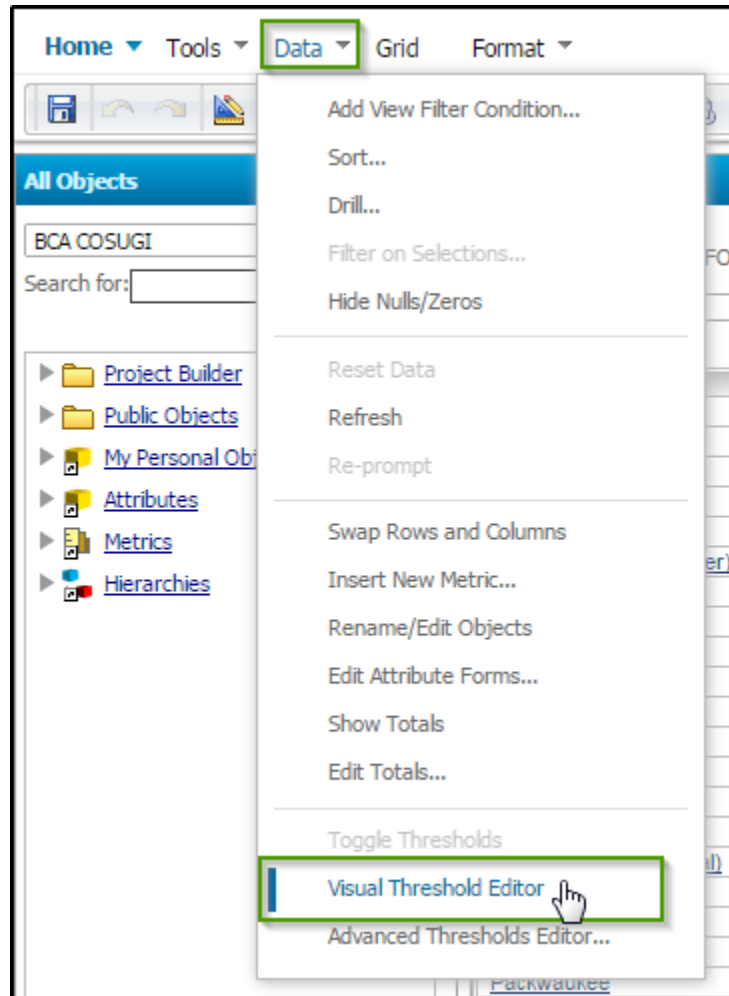 Home Tools Data Grid Format
All Objects
BCA COSUGI
Search for:
Project Builder
Public Objects
My Personal Obj
Attributes
Metrics
Hierarchies
Add View Filter Condition...
Sort...
Drill...
Filter on Selections...
Hide Nulls/Zeros
Reset Data
Refresh
Re-prompt
Swap Rows and Columns
Insert New Metric...
Rename/Edit Objects
Edit Attribute Forms...
Show Totals
Edit Totals...
Toggle Thresholds
Visual Threshold Editor
Advanced Thresholds Editor...
FO
er)
Packwaukee